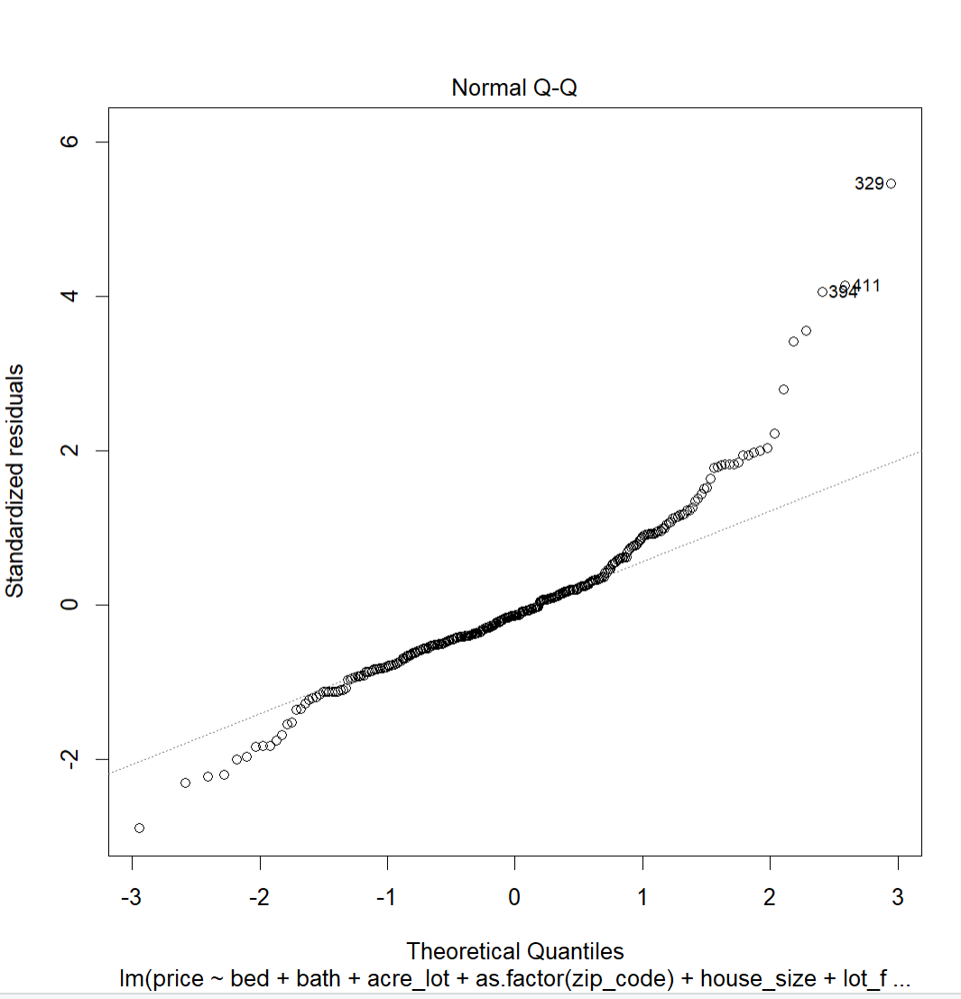 Normal Q-Q
6
4
2
0
-2
Standardized residuals
329
411
394
-3 -2 -1 0 1 2 3
Theoretical Quantiles
lm(price ~ bed + bath + acre_lot + as.factor(zip_code) + house_size + lot_f ...